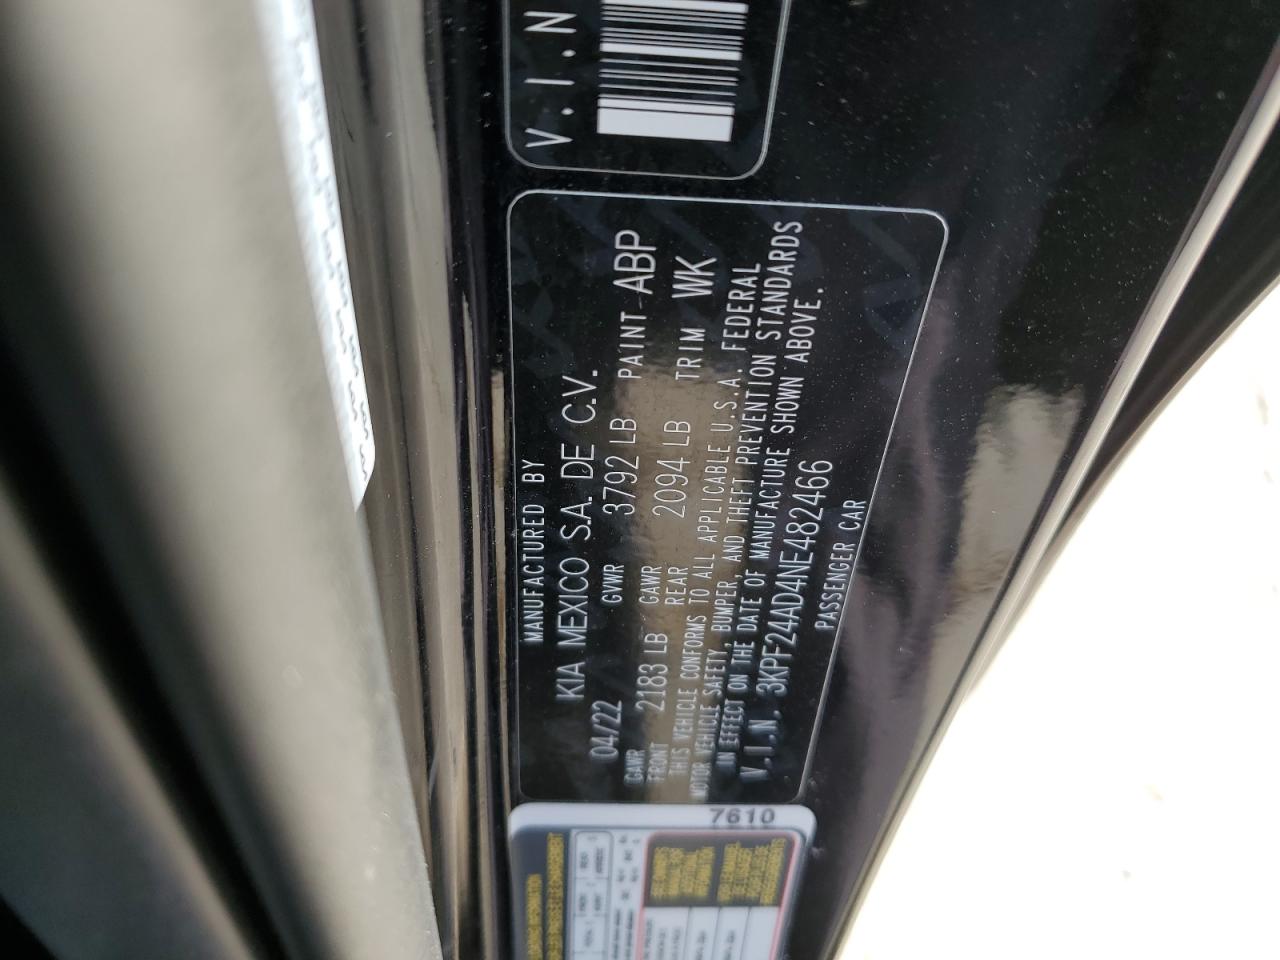 V.I.N
MANUFACTURED BY
KIA MEXICO S.A. DE C.V.
04/22 GVWR 3792 LB PAINT ABP
GAWR FRONT 2183 LB GAWR REAR 2094 LB TRIM WK
THIS VEHICLE CONFORMS TO ALL APPLICABLE U.S.A. FEDERAL
MOTOR VEHICLE SAFETY, BUMPER, AND THEFT PREVENTION STANDARDS
IN EFFECT ON THE DATE OF MANUFACTURE SHOWN ABOVE.
V.I.N. 3KPF24AD4NE482466
PASSENGER CAR
7610